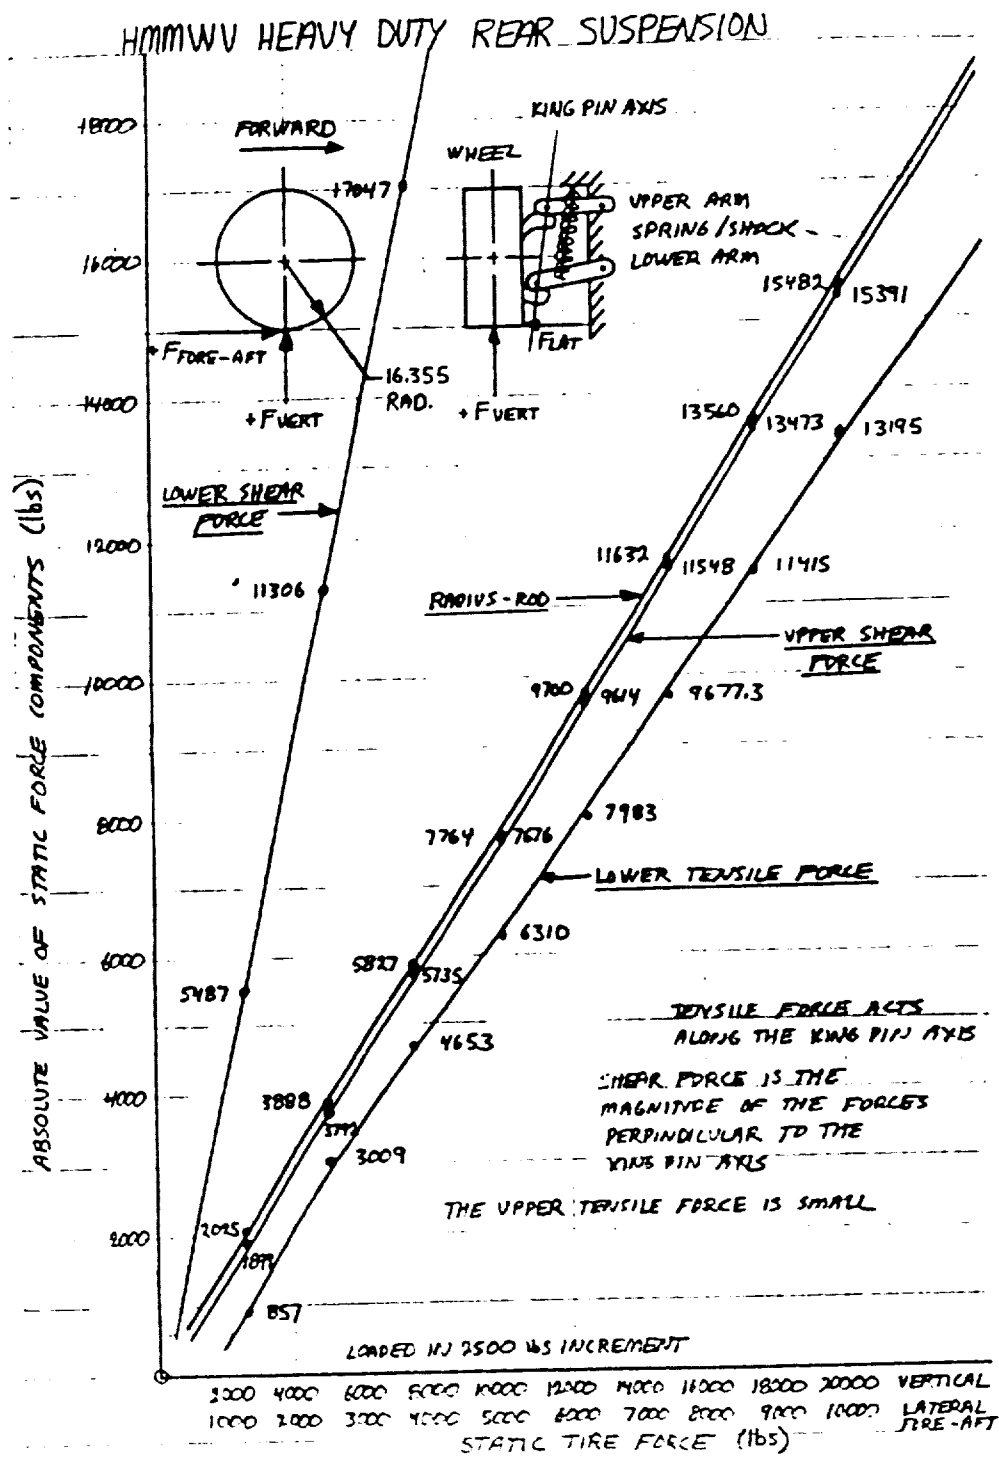 HMMWV HEAVY DUTY REAR SUSPENSION
KING PIN AXIS
18000
FORWARD
WHEEL
17047
UPPER ARM
SPRING/SHOCK
LOWER ARM
16000
15482
15391
+FFORE-AFT
FLAT
16.355
RAD.
14000
+FVERT
+FVERT
13560
13473
13195
LOWER SHEAR
FORCE
12000
11632
11548
11415
11306
RADIUS-ROD
UPPER SHEAR
FORCE
10000
9700
9614
9677.3
8000
7764
7676
7983
LOWER TENSILE FORCE
6310
6000
5827
5735
5487
4653
TENSILE FORCE ACTS
ALONG THE KING PIN AXIS
SHEAR FORCE IS THE
MAGNITUDE OF THE FORCES
PERPINDICULAR TO THE
KING PIN AXIS
4000
3888
3792
3009
THE UPPER TENSILE FORCE IS SMALL
2000
2025
857
LOADED IN 2500 lbs INCREMENT
2000 4000 6000 8000 10000 12000 14000 16000 18000 20000 VERTICAL
1000 2000 3000 4000 5000 6000 7000 8000 9000 10000 LATERAL
FORE-AFT
STATIC TIRE FORCE (lbs)
ABSOLUTE VALUE OF STATIC FORCE COMPONENTS (lbs)